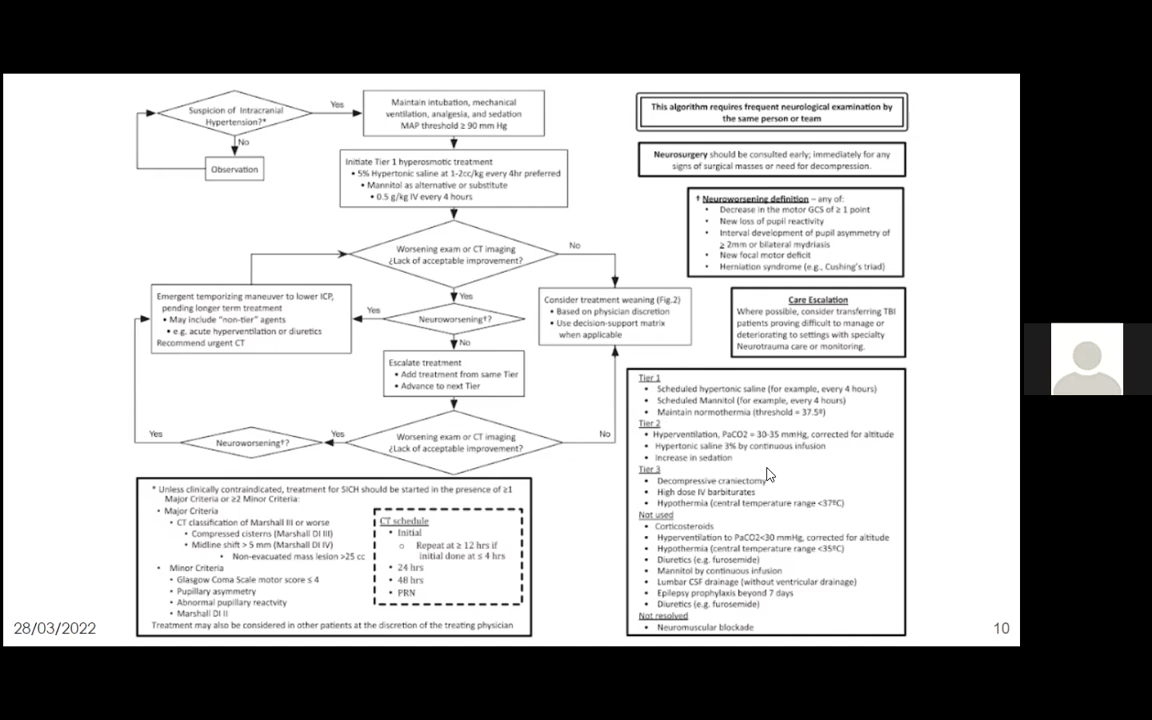 Suspicion of Intracranial
Hypertension?*
Yes
No
Observation
Maintain intubation, mechanical
ventilation, analgesia, and sedation
MAP threshold ≥ 90 mm Hg
Initiate Tier 1 hyperosmotic treatment
• 5% Hypertonic saline at 1-2cc/kg every 4hr preferred
• Mannitol as alternative or substitute
• 0.5 g/kg IV every 4 hours
Worsening exam or CT imaging
¿Lack of acceptable improvement?
No
Yes
Emergent temporizing maneuver to lower ICP,
pending longer term treatment
• May include "non-tier" agents
• e.g. acute hyperventilation or diuretics
Recommend urgent CT
Yes
Neuroworsening†?
No
Consider treatment weaning (Fig.2)
• Based on physician discretion
• Use decision-support matrix
when applicable
Escalate treatment
• Add treatment from same Tier
• Advance to next Tier
Worsening exam or CT imaging
¿Lack of acceptable improvement?
No
Yes
Neuroworsening†?
Yes
* Unless clinically contraindicated, treatment for SICH should be started in the presence of ≥1
Major Criteria or ≥2 Minor Criteria:
• Major Criteria
• CT classification of Marshall III or worse
• Compressed cisterns (Marshall DI III)
• Midline shift > 5 mm (Marshall DI IV)
• Non-evacuated mass lesion >25 cc
• Minor Criteria
• Glasgow Coma Scale motor score ≤ 4
• Pupillary asymmetry
• Abnormal pupillary reactvity
• Marshall DI II
Treatment may also be considered in other patients at the discretion of the treating physician
CT schedule
• Initial
o Repeat at ≥ 12 hrs if
initial done at ≤ 4 hrs
• 24 hrs
• 48 hrs
• PRN
This algorithm requires frequent neurological examination by
the same person or team
Neurosurgery should be consulted early; immediately for any
signs of surgical masses or need for decompression.
† Neuroworsening definition – any of:
• Decrease in the motor GCS of ≥ 1 point
• New loss of pupil reactivity
• Interval development of pupil asymmetry of
≥ 2mm or bilateral mydriasis
• New focal motor deficit
• Herniation syndrome (e.g., Cushing's triad)
Care Escalation
Where possible, consider transferring TBI
patients proving difficult to manage or
deteriorating to settings with specialty
Neurotrauma care or monitoring.
Tier 1
• Scheduled hypertonic saline (for example, every 4 hours)
• Scheduled Mannitol (for example, every 4 hours)
• Maintain normothermia (threshold = 37.5º)
Tier 2
• Hyperventilation, PaCO2 = 30-35 mmHg, corrected for altitude
• Hypertonic saline 3% by continuous infusion
• Increase in sedation
Tier 3
• Decompressive craniectomy
• High dose IV barbiturates
• Hypothermia (central temperature range <37ºC)
Not used
• Corticosteroids
• Hyperventilation to PaCO2<30 mmHg, corrected for altitude
• Hypothermia (central temperature range <35ºC)
• Diuretics (e.g. furosemide)
• Mannitol by continuous infusion
• Lumbar CSF drainage (without ventricular drainage)
• Epilepsy prophylaxis beyond 7 days
• Diuretics (e.g. furosemide)
Not resolved
• Neuromuscular blockade
28/03/2022
10